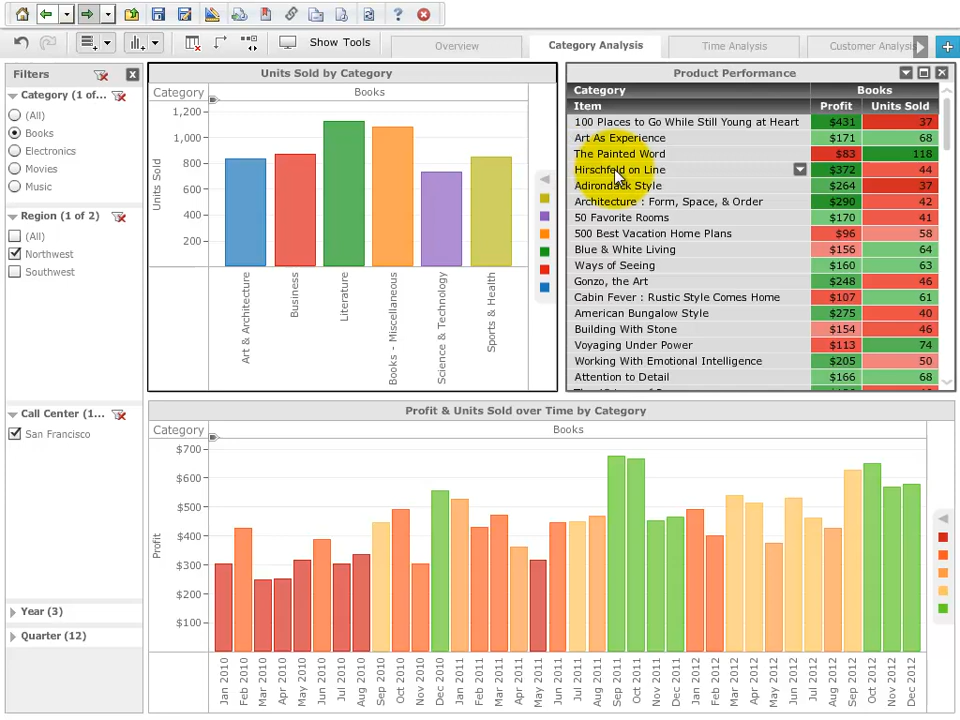 Show Tools
Overview
Category Analysis
Time Analysis
Customer Analysis
Filters
Category (1 of...
(All)
Books
Electronics
Movies
Music
Region (1 of 2)
(All)
Northwest
Southwest
Call Center (1...
San Francisco
Year (3)
Quarter (12)
Units Sold by Category
Category
Books
Units Sold
1,200
1,000
800
600
400
200
Art & Architecture
Business
Literature
Books - Miscellaneous
Science & Technology
Sports & Health
Product Performance
Category Books
Item Profit Units Sold
100 Places to Go While Still Young at Heart $431 37
Art As Experience $171 68
The Painted Word $83 118
Hirschfeld on Line $372 44
Adirondack Style $264 37
Architecture : Form, Space, & Order $290 42
50 Favorite Rooms $170 41
500 Best Vacation Home Plans $96 58
Blue & White Living $156 64
Ways of Seeing $160 63
Gonzo, the Art $248 46
Cabin Fever : Rustic Style Comes Home $107 61
American Bungalow Style $275 40
Building With Stone $154 46
Voyaging Under Power $113 74
Working With Emotional Intelligence $205 50
Attention to Detail $166 68
Profit & Units Sold over Time by Category
Category
Books
Profit
$700
$600
$500
$400
$300
$200
$100
Jan 2010
Feb 2010
Mar 2010
Apr 2010
May 2010
Jun 2010
Jul 2010
Aug 2010
Sep 2010
Oct 2010
Nov 2010
Dec 2010
Jan 2011
Feb 2011
Mar 2011
Apr 2011
May 2011
Jun 2011
Jul 2011
Aug 2011
Sep 2011
Oct 2011
Nov 2011
Dec 2011
Jan 2012
Feb 2012
Mar 2012
Apr 2012
May 2012
Jun 2012
Jul 2012
Aug 2012
Sep 2012
Oct 2012
Nov 2012
Dec 2012